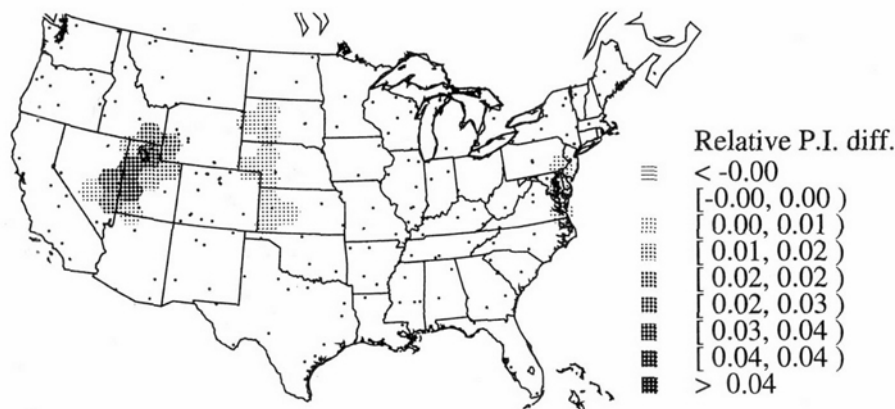 Relative P.I. diff.
< -0.00
[-0.00, 0.00 )
[ 0.00, 0.01 )
[ 0.01, 0.02 )
[ 0.02, 0.02 )
[ 0.02, 0.03 )
[ 0.03, 0.04 )
[ 0.04, 0.04 )
> 0.04